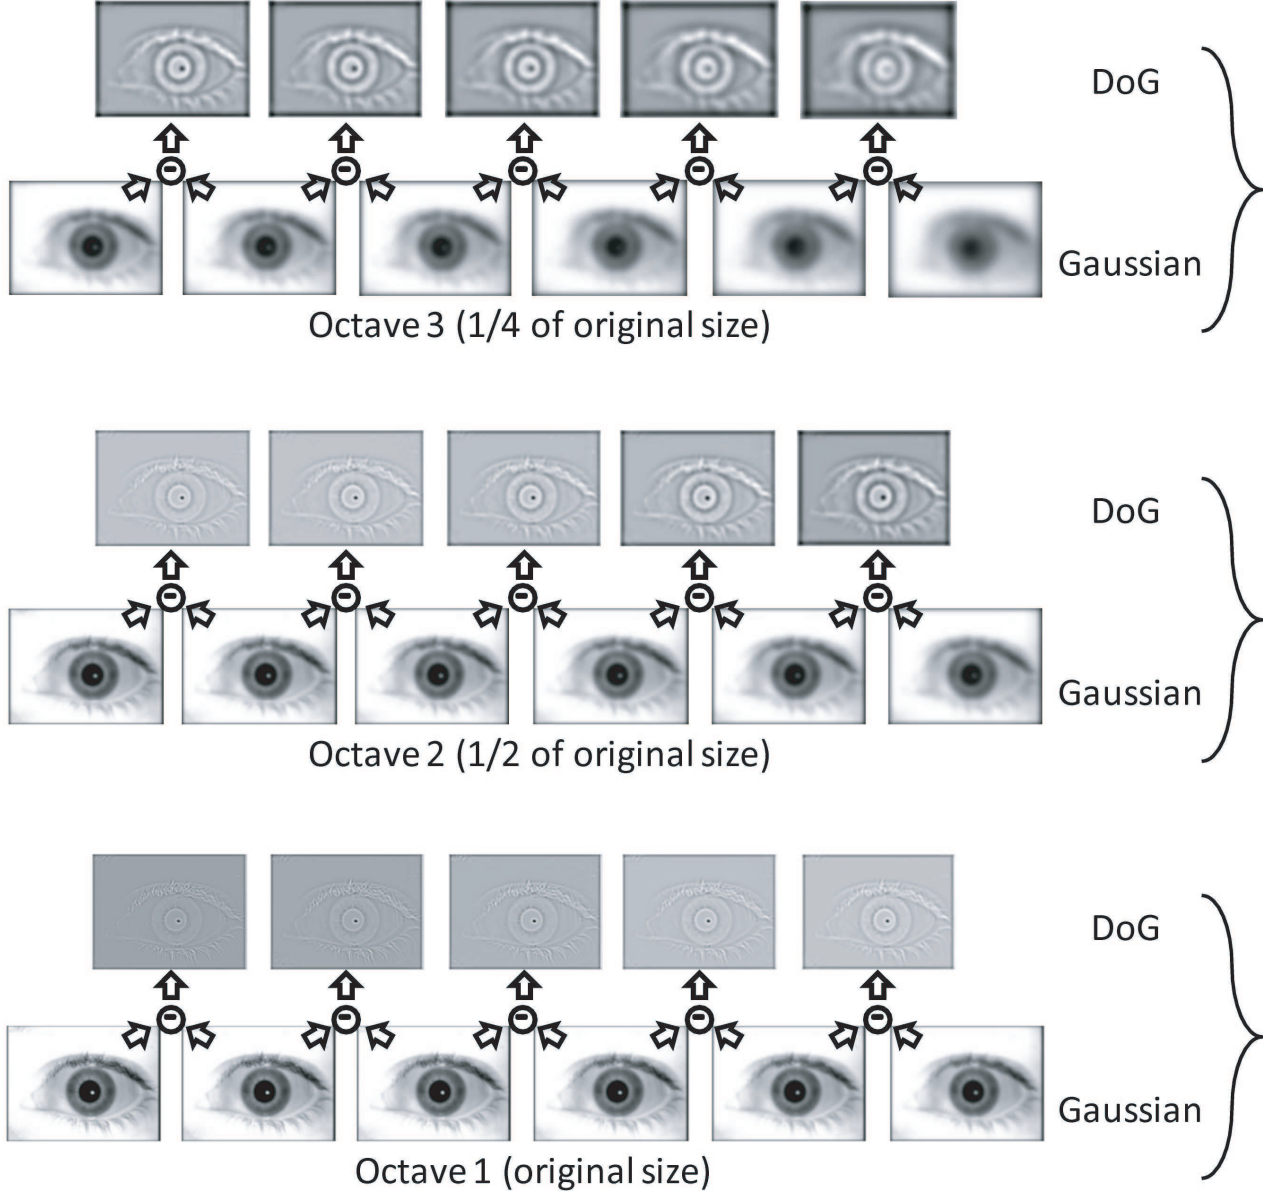 DoG
Gaussian
Octave 3 (1/4 of original size)
DoG
Gaussian
Octave 2 (1/2 of original size)
DoG
Gaussian
Octave 1 (original size)